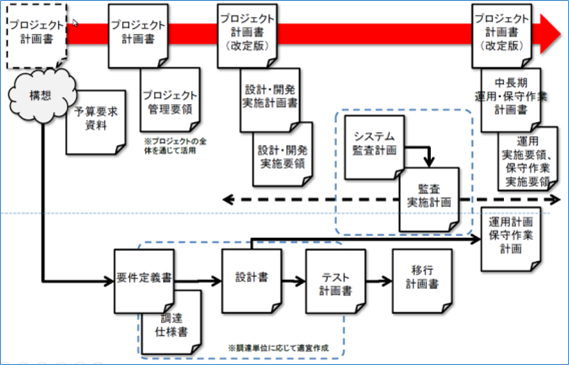 プロジェクト
計画書
プロジェクト
計画書
プロジェクト
計画書
(改定版)
プロジェクト
計画書
(改定版)
構想
予算要求
資料
プロジェクト
管理要領
※プロジェクトの全
体を通じて活用
設計・開発
実施計画書
設計・開発
実施要領
システム
監査計画
監査
実施計画
中長期
運用・保守作業
計画書
運用
実施要領、
保守作業
実施要領
運用計画
保守作業
計画
要件定義書
調達
仕様書
設計書
テスト
計画書
移行
計画書
※調達単位に応じて適宜作成